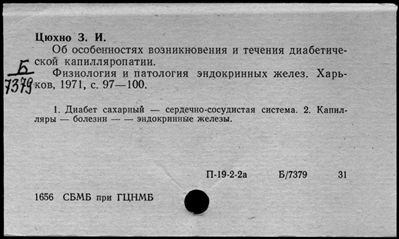 Цюхно З. И.
Об особенностях возникновения и течения диабетиче-
ской капилляропатии.
Б
7379
Физиология и патология эндокринных желез. Харь-
ков, 1971, с. 97—100.
1. Диабет сахарный — сердечно-сосудистая система. 2. Капил-
ляры — болезни — — эндокринные железы.
П-19-2-2а Б/7379 31
1656 СБМБ при ГЦНМБ